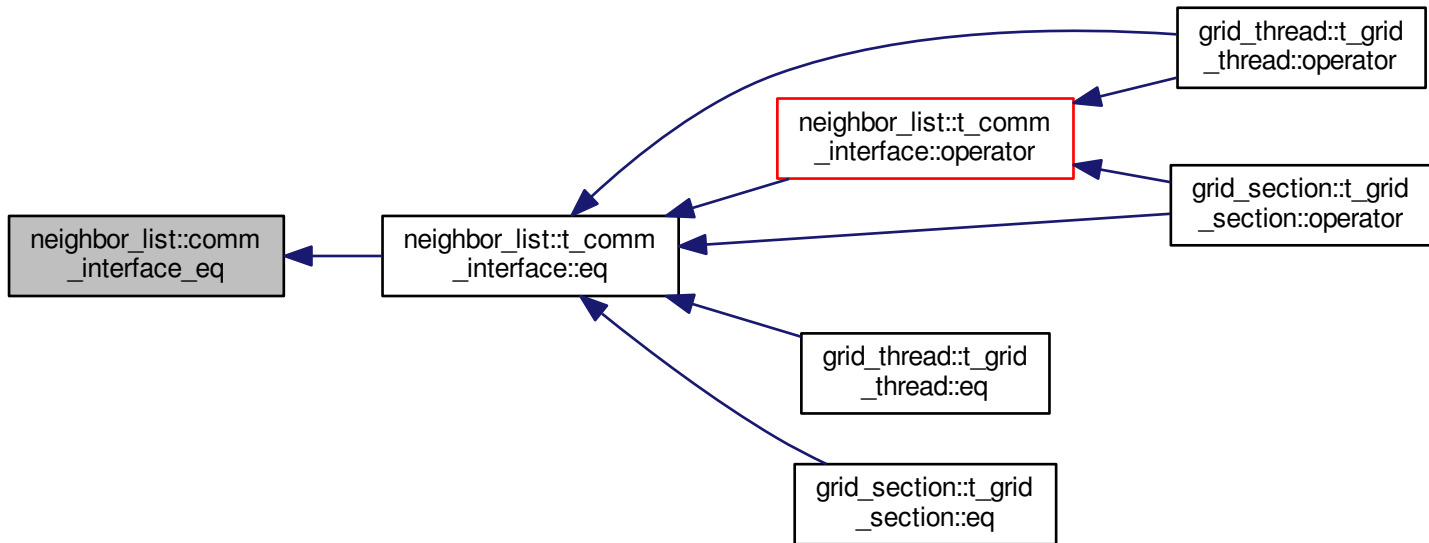 grid_thread::t_grid
_thread::operator
neighbor_list::t_comm
_interface::operator
grid_section::t_grid
_section::operator
neighbor_list::comm
_interface_eq
neighbor_list::t_comm
_interface::eq
grid_thread::t_grid
_thread::eq
grid_section::t_grid
_section::eq